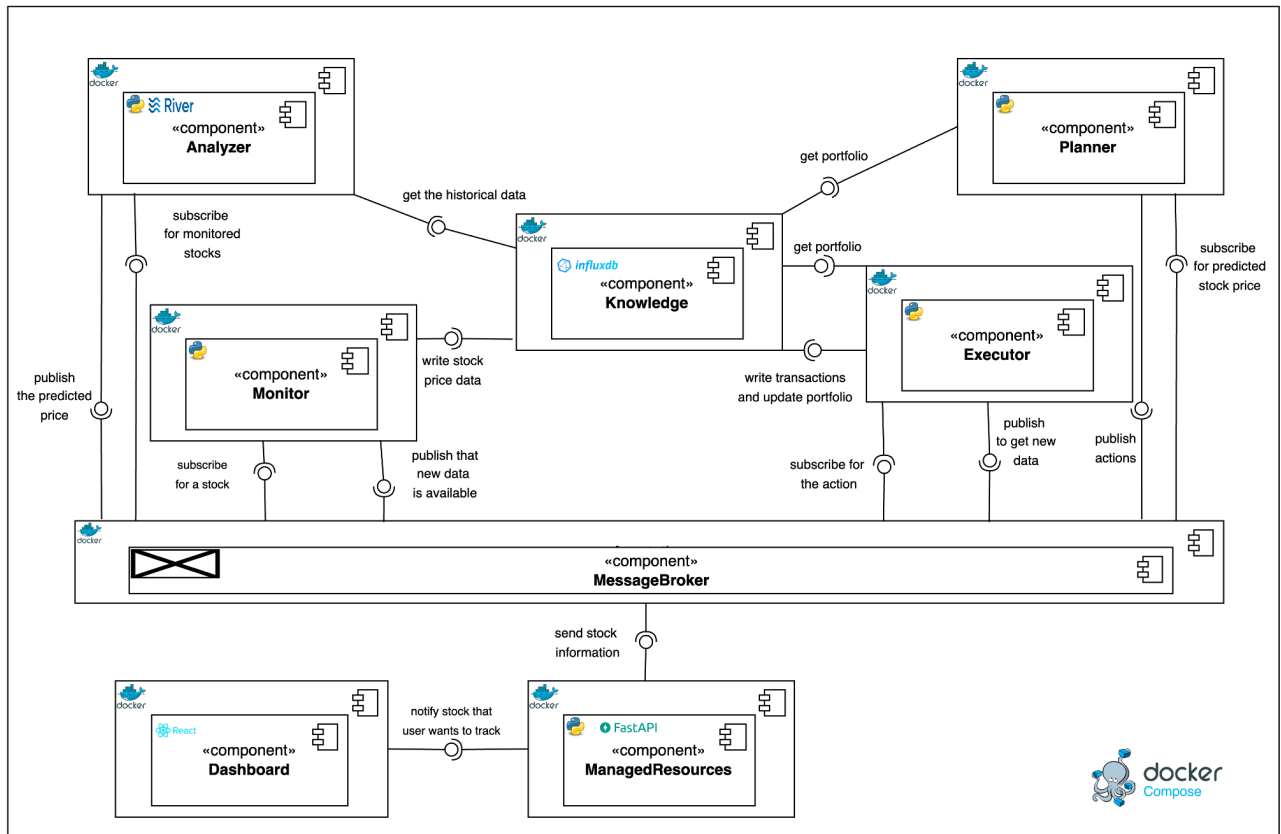 docker
River
«component»
Analyzer
docker
«component»
Planner
get portfolio
get the historical data
subscribe
for monitored
stocks
docker
influxdb
«component»
Knowledge
get portfolio
subscribe
for predicted
stock price
docker
«component»
Executor
docker
«component»
Monitor
write stock
price data
write transactions
and update portfolio
publish
the predicted
price
subscribe
for a stock
publish that
new data
is available
subscribe for
the action
publish
to get new
data
publish
actions
docker
«component»
MessageBroker
send stock
information
docker
React
«component»
Dashboard
notify stock that
user wants to track
docker
FastAPI
«component»
ManagedResources
docker
Compose